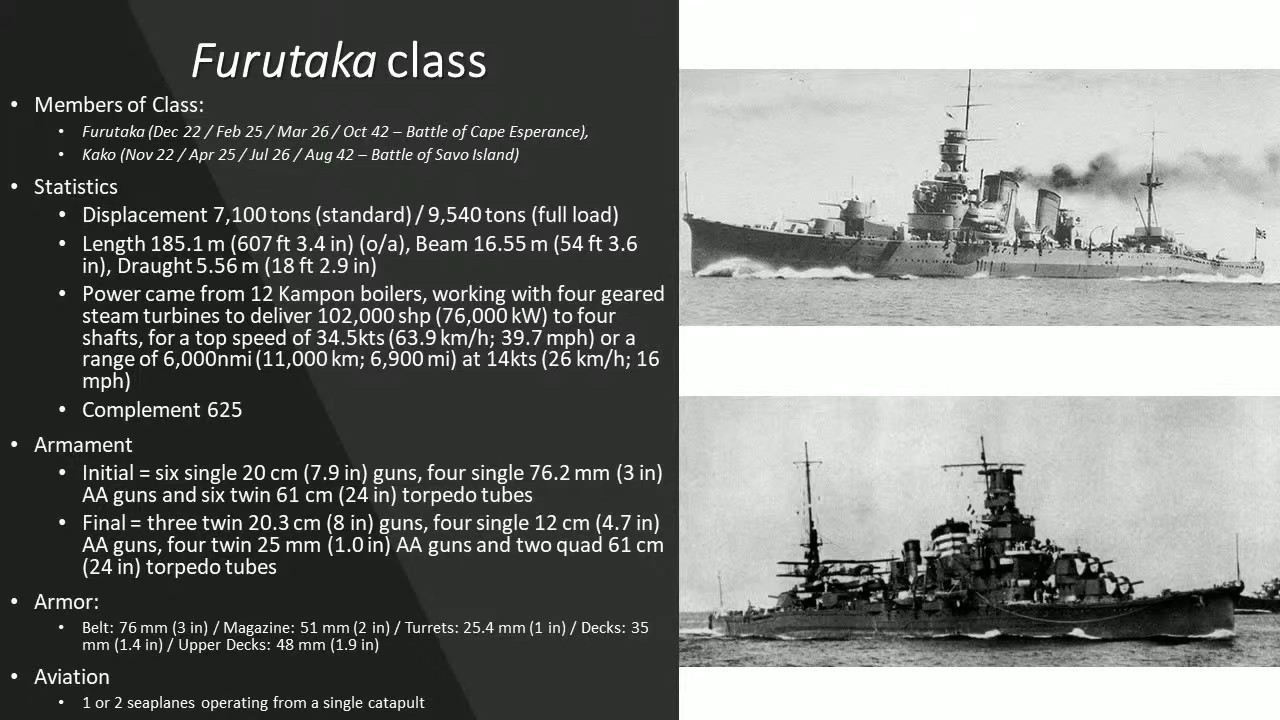 Furutaka class
• Members of Class:
• Furutaka (Dec 22 / Feb 25 / Mar 26 / Oct 42 – Battle of Cape Esperance),
• Kako (Nov 22 / Apr 25 / Jul 26 / Aug 42 – Battle of Savo Island)
• Statistics
• Displacement 7,100 tons (standard) / 9,540 tons (full load)
• Length 185.1 m (607 ft 3.4 in) (o/a), Beam 16.55 m (54 ft 3.6
in), Draught 5.56 m (18 ft 2.9 in)
• Power came from 12 Kampon boilers, working with four geared
steam turbines to deliver 102,000 shp (76,000 kW) to four
shafts, for a top speed of 34.5kts (63.9 km/h; 39.7 mph) or a
range of 6,000nmi (11,000 km; 6,900 mi) at 14kts (26 km/h; 16
mph)
• Complement 625
• Armament
• Initial = six single 20 cm (7.9 in) guns, four single 76.2 mm (3 in)
AA guns and six twin 61 cm (24 in) torpedo tubes
• Final = three twin 20.3 cm (8 in) guns, four single 12 cm (4.7 in)
AA guns, four twin 25 mm (1.0 in) AA guns and two quad 61 cm
(24 in) torpedo tubes
• Armor:
• Belt: 76 mm (3 in) / Magazine: 51 mm (2 in) / Turrets: 25.4 mm (1 in) / Decks: 35
mm (1.4 in) / Upper Decks: 48 mm (1.9 in)
• Aviation
• 1 or 2 seaplanes operating from a single catapult